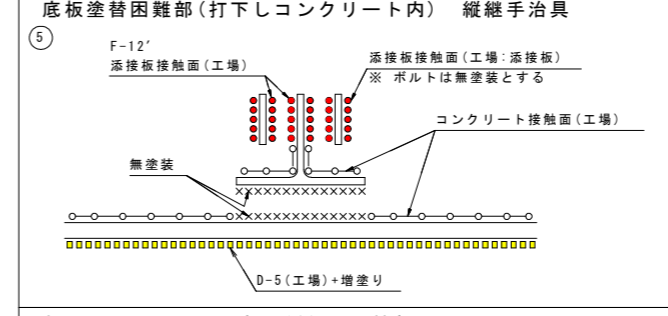 底板塗替困難部(打下しコンクリート内) 縦継手治具
⑤
F-12′
添接板接触面(工場)
添接板接触面(工場:添接板)
※ ボルトは無塗装とする
コンクリート接触面(工場)
無塗装
D-5(工場)+増塗り